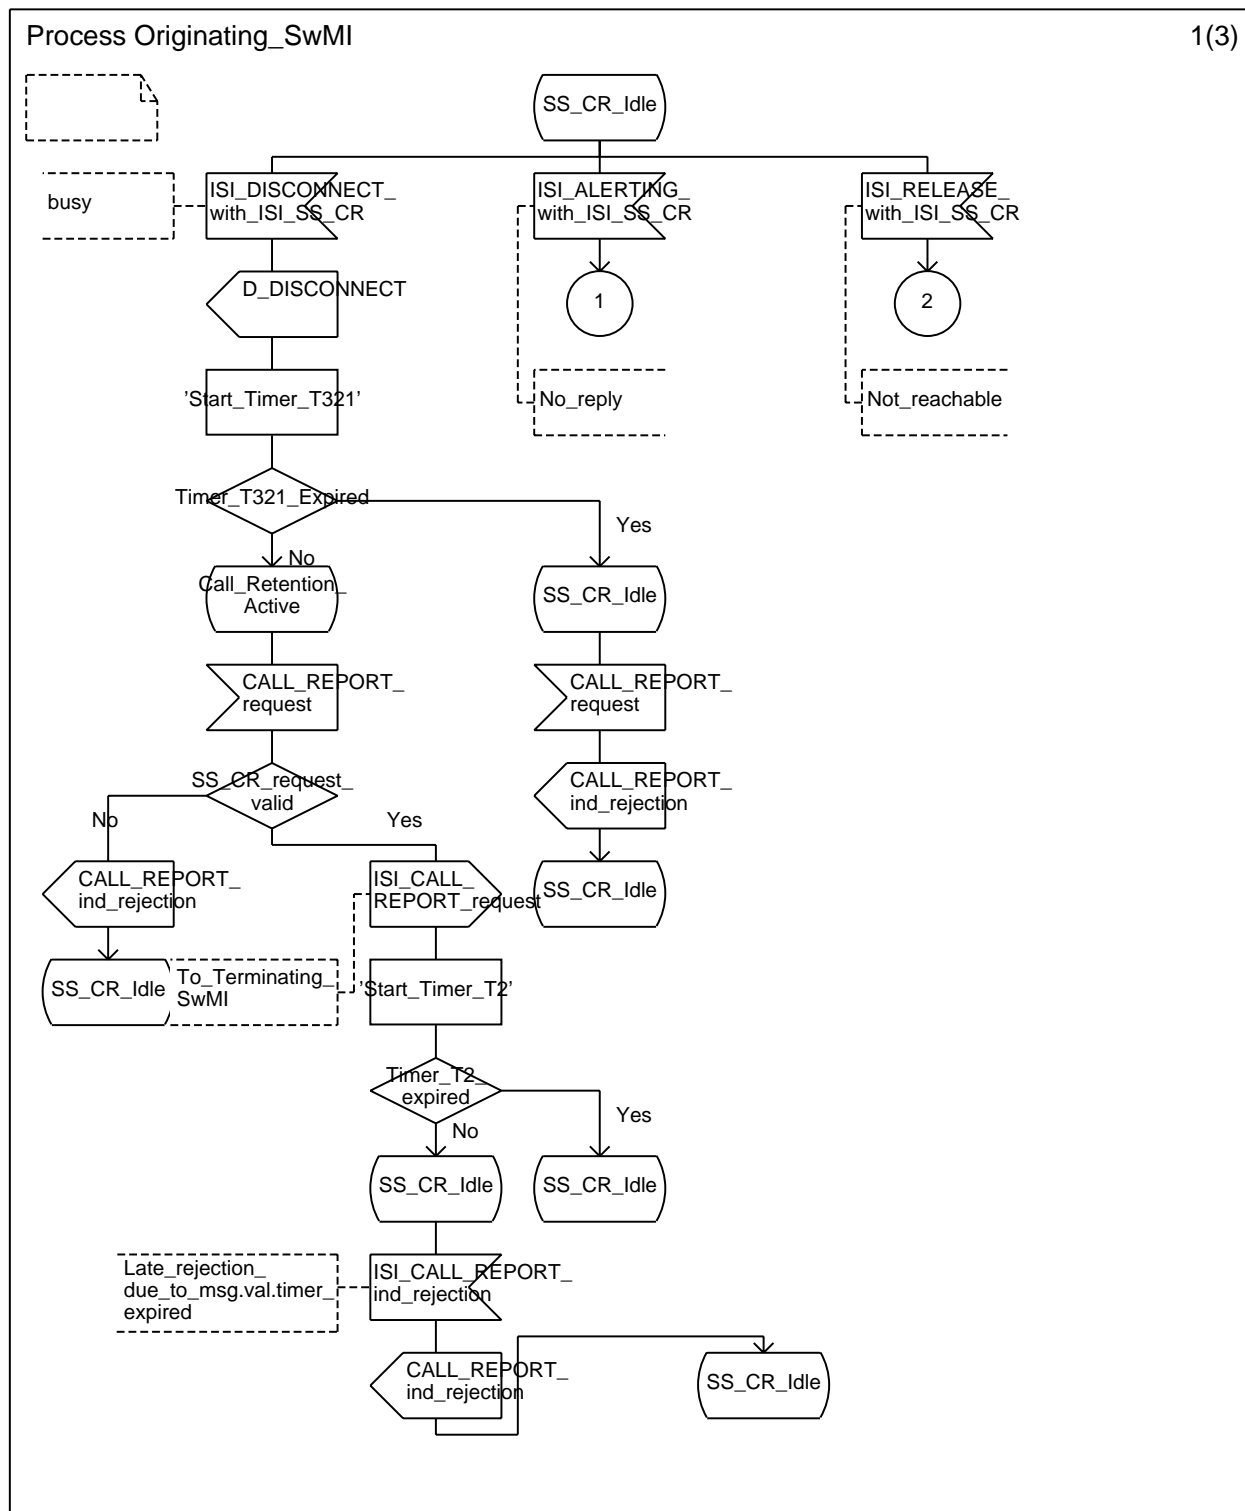 Process Originating_SwMI
1(3)
SS_CR_Idle
busy
ISI_DISCONNECT_
with_ISI_SS_CR
ISI_ALERTING_
with_ISI_SS_CR
ISI_RELEASE_
with_ISI_SS_CR
D_DISCONNECT
1
2
'Start_Timer_T321'
No_reply
Not_reachable
Timer_T321_Expired
Yes
No
Call_Retention_
Active
SS_CR_Idle
CALL_REPORT_
request
CALL_REPORT_
request
SS_CR_request_
valid
CALL_REPORT_
ind_rejection
No
Yes
CALL_REPORT_
ind_rejection
ISI_CALL_
REPORT_request
SS_CR_Idle
SS_CR_Idle
To_Terminating_
SwMI
'Start_Timer_T2'
Timer_T2_
expired
Yes
No
SS_CR_Idle
SS_CR_Idle
Late_rejection_
due_to_msg.val.timer_
expired
ISI_CALL_REPORT_
ind_rejection
CALL_REPORT_
ind_rejection
SS_CR_Idle